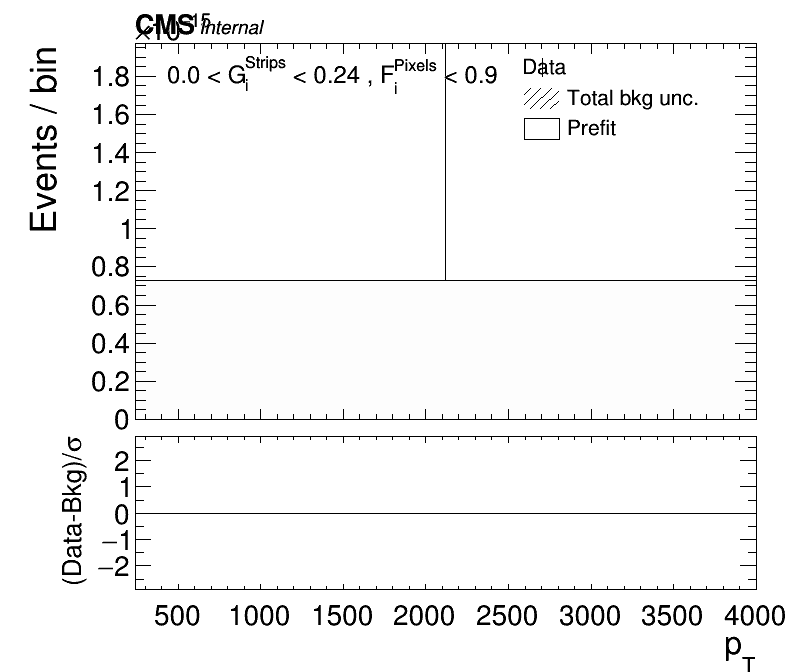 CMS Internal
×10^15
Events / bin
0.0 < G_i^Strips < 0.24 , F_i^Pixels < 0.9
Data
Total bkg unc.
Prefit
1.8
1.6
1.4
1.2
1
0.8
0.6
0.4
0.2
0
(Data-Bkg)/σ
2
1
0
−1
−2
500 1000 1500 2000 2500 3000 3500 4000
p_T